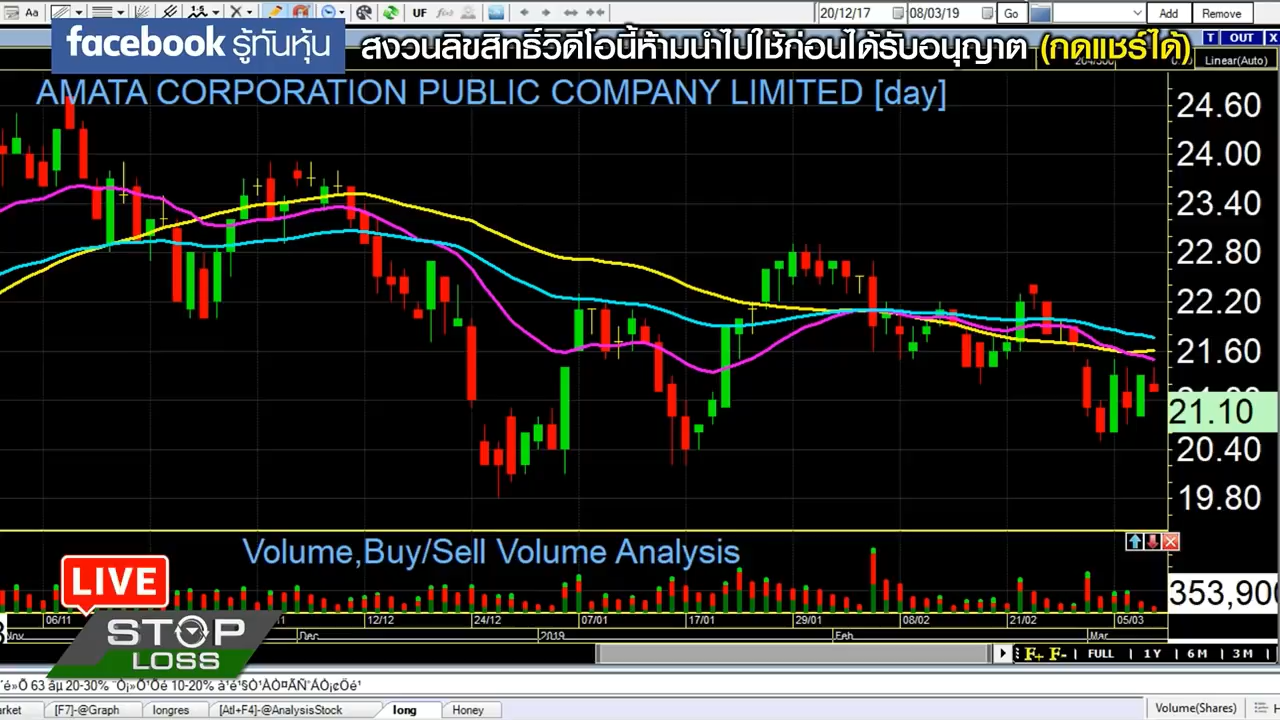 Aa
UF
20/12/17
08/03/19
Go
Add
Remove
facebook รู้ทันหุ้น
สงวนลิขสิทธิ์วิดีโอนี้ห้ามนำไปใช้ก่อนได้รับอนุญาต (กดแชร์ได้)
T OUT X
Linear(Auto)
AMATA CORPORATION PUBLIC COMPANY LIMITED [day]
24.60
24.00
23.40
22.80
22.20
21.60
21.10
20.40
19.80
Volume,Buy/Sell Volume Analysis
353,900
LIVE
STOP
LOSS
06/11 12/12 24/12 07/01 17/01 29/01 08/02 21/02 05/03
Nov Dec 2019 Feb Mar
F+ F- FULL 1Y 6M 3M
[F7]-@Graph longres [Atl+F4]-@AnalysisStock long Honey
Volume(Shares)